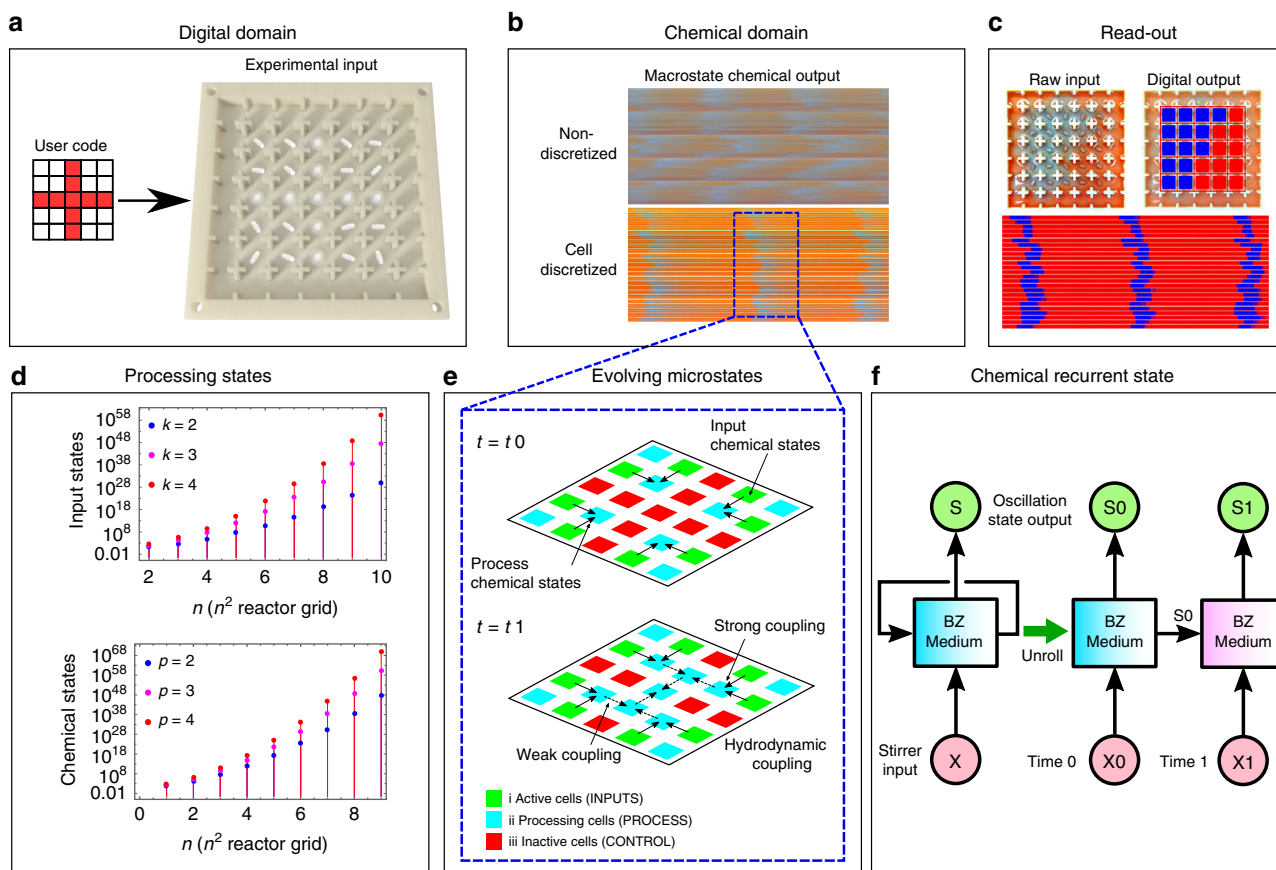 a
Digital domain
Experimental input
User code
b
Chemical domain
Macrostate chemical output
Non-
discretized
Cell
discretized
c
Read-out
Raw input
Digital output
d
Processing states
Input states
10^58
10^48
10^38
10^28
10^18
10^8
0.01
k = 2
k = 3
k = 4
2
4
6
8
10
n (n² reactor grid)
Chemical states
10^68
10^58
10^48
10^38
10^28
10^18
10^8
0.01
p = 2
p = 3
p = 4
0
2
4
6
8
n (n² reactor grid)
e
Evolving microstates
t = t 0
Input
chemical states
Process
chemical states
t = t 1
Strong coupling
Weak coupling
Hydrodynamic
coupling
i Active cells (INPUTS)
ii Processing cells (PROCESS)
iii Inactive cells (CONTROL)
f
Chemical recurrent state
S
Oscillation
state output
S0
S1
BZ
Medium
Unroll
BZ
Medium
S0
BZ
Medium
Stirrer
input
X
Time 0
X0
Time 1
X1